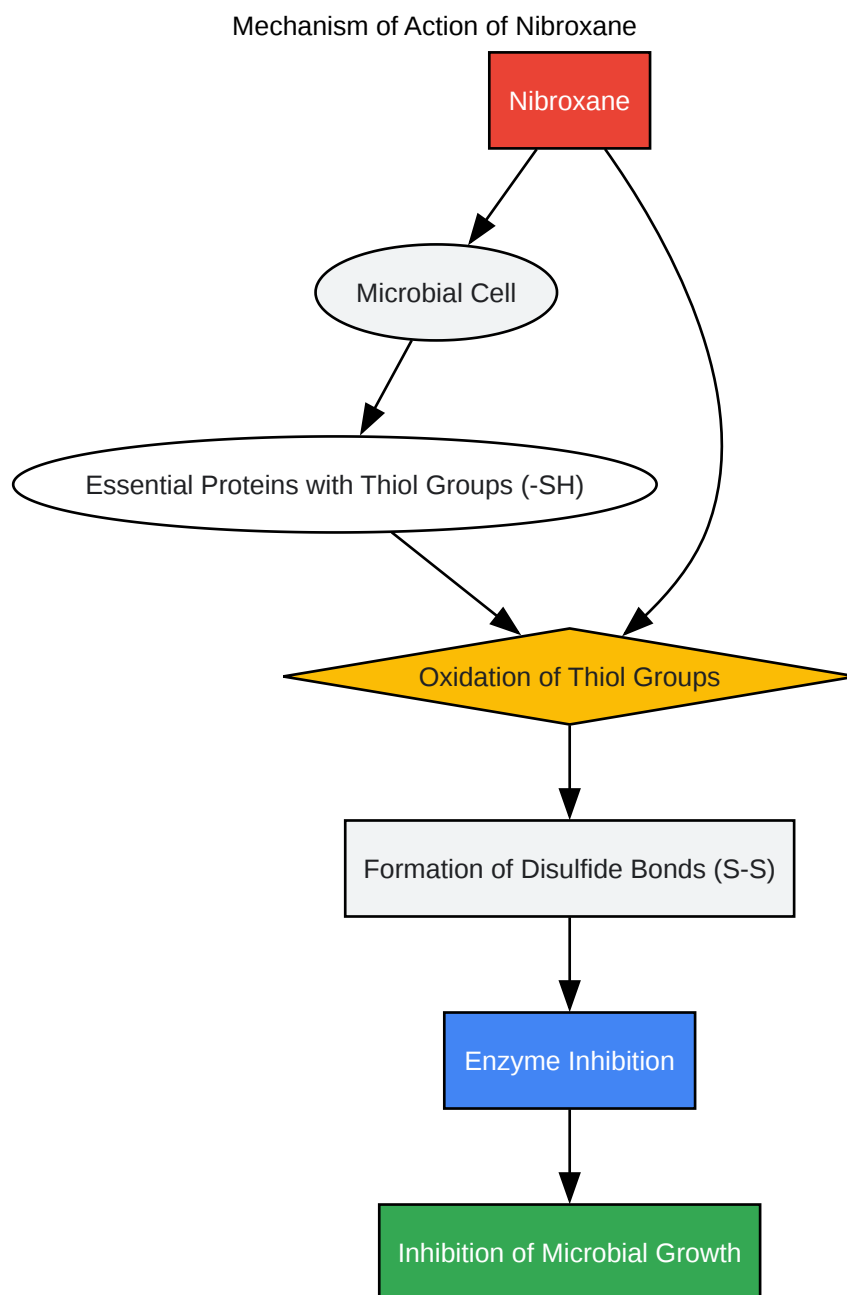 Mechanism of Action of Nibroxane
Nibroxane
Microbial Cell
Essential Proteins with Thiol Groups (-SH)
Oxidation of Thiol Groups
Formation of Disulfide Bonds (S-S)
Enzyme Inhibition
Inhibition of Microbial Growth